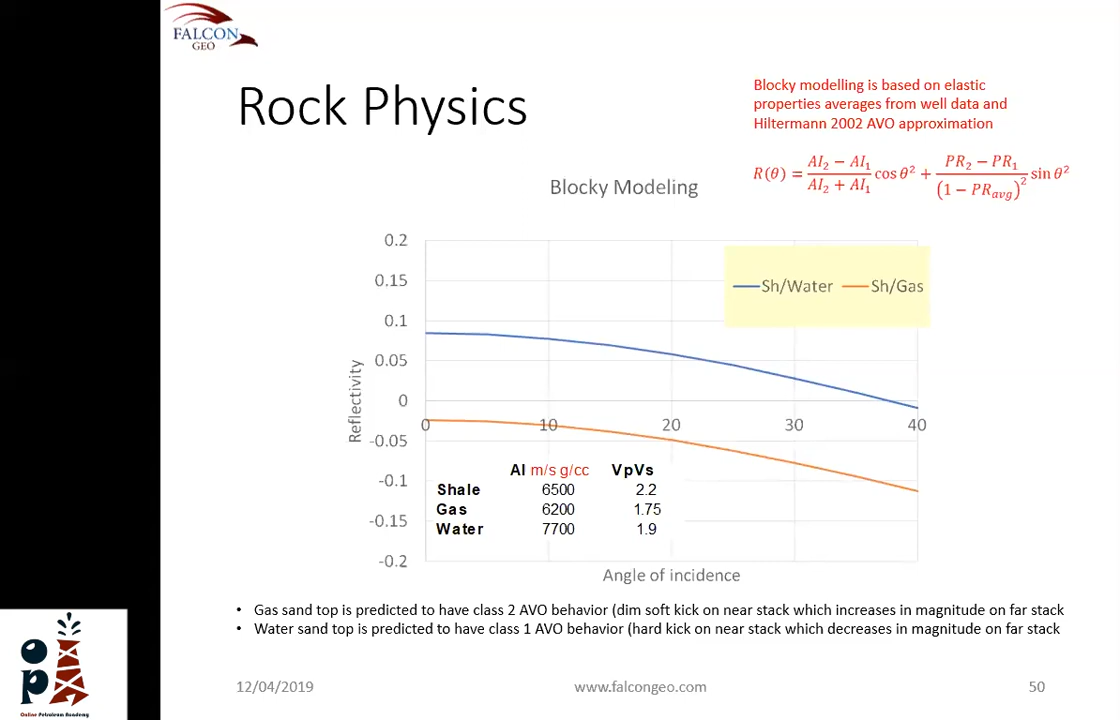 FALCON
GEO
Rock Physics
Blocky modelling is based on elastic
properties averages from well data and
Hiltermann 2002 AVO approximation
R(θ) = (AI₂ − AI₁)/(AI₂ + AI₁) cos θ² + (PR₂ − PR₁)/(1 − PRavg)² sin θ²
Blocky Modeling
Sh/Water Sh/Gas
0.2
0.15
0.1
0.05
0
-0.05
-0.1
-0.15
-0.2
Reflectivity
0 10 20 30 40
AI m/s g/cc VpVs
Shale 6500 2.2
Gas 6200 1.75
Water 7700 1.9
Angle of incidence
• Gas sand top is predicted to have class 2 AVO behavior (dim soft kick on near stack which increases in magnitude on far stack
• Water sand top is predicted to have class 1 AVO behavior (hard kick on near stack which decreases in magnitude on far stack
12/04/2019 www.falcongeo.com 50
opa
Online Petroleum Academy